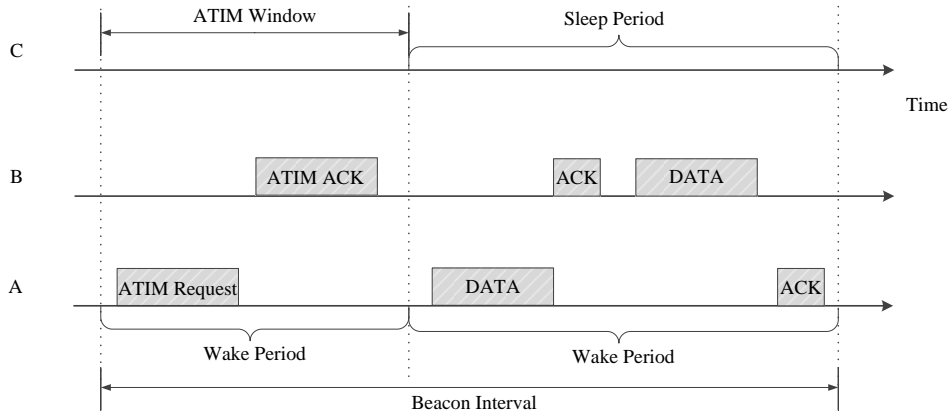 ATIM Window
Sleep Period
C
Time
B
ATIM ACK
ACK
DATA
A
ATIM Request
DATA
ACK
Wake Period
Wake Period
Beacon Interval